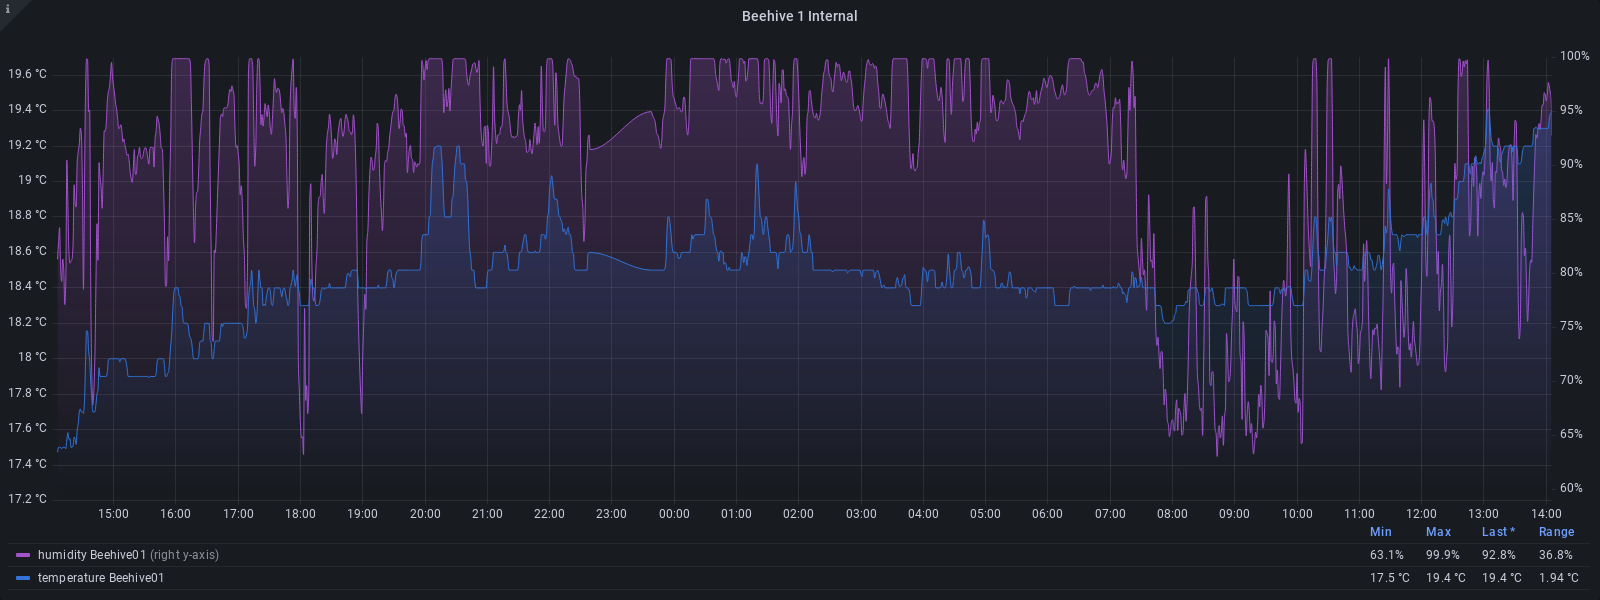 i
Beehive 1 Internal
19.6 °C
19.4 °C
19.2 °C
19 °C
18.8 °C
18.6 °C
18.4 °C
18.2 °C
18 °C
17.8 °C
17.6 °C
17.4 °C
17.2 °C
100%
95%
90%
85%
80%
75%
70%
65%
60%
15:00 16:00 17:00 18:00 19:00 20:00 21:00 22:00 23:00 00:00 01:00 02:00 03:00 04:00 05:00 06:00 07:00 08:00 09:00 10:00 11:00 12:00 13:00 14:00
Min Max Last * Range
humidity Beehive01 (right y-axis) 63.1% 99.9% 92.8% 36.8%
temperature Beehive01 17.5 °C 19.4 °C 19.4 °C 1.94 °C